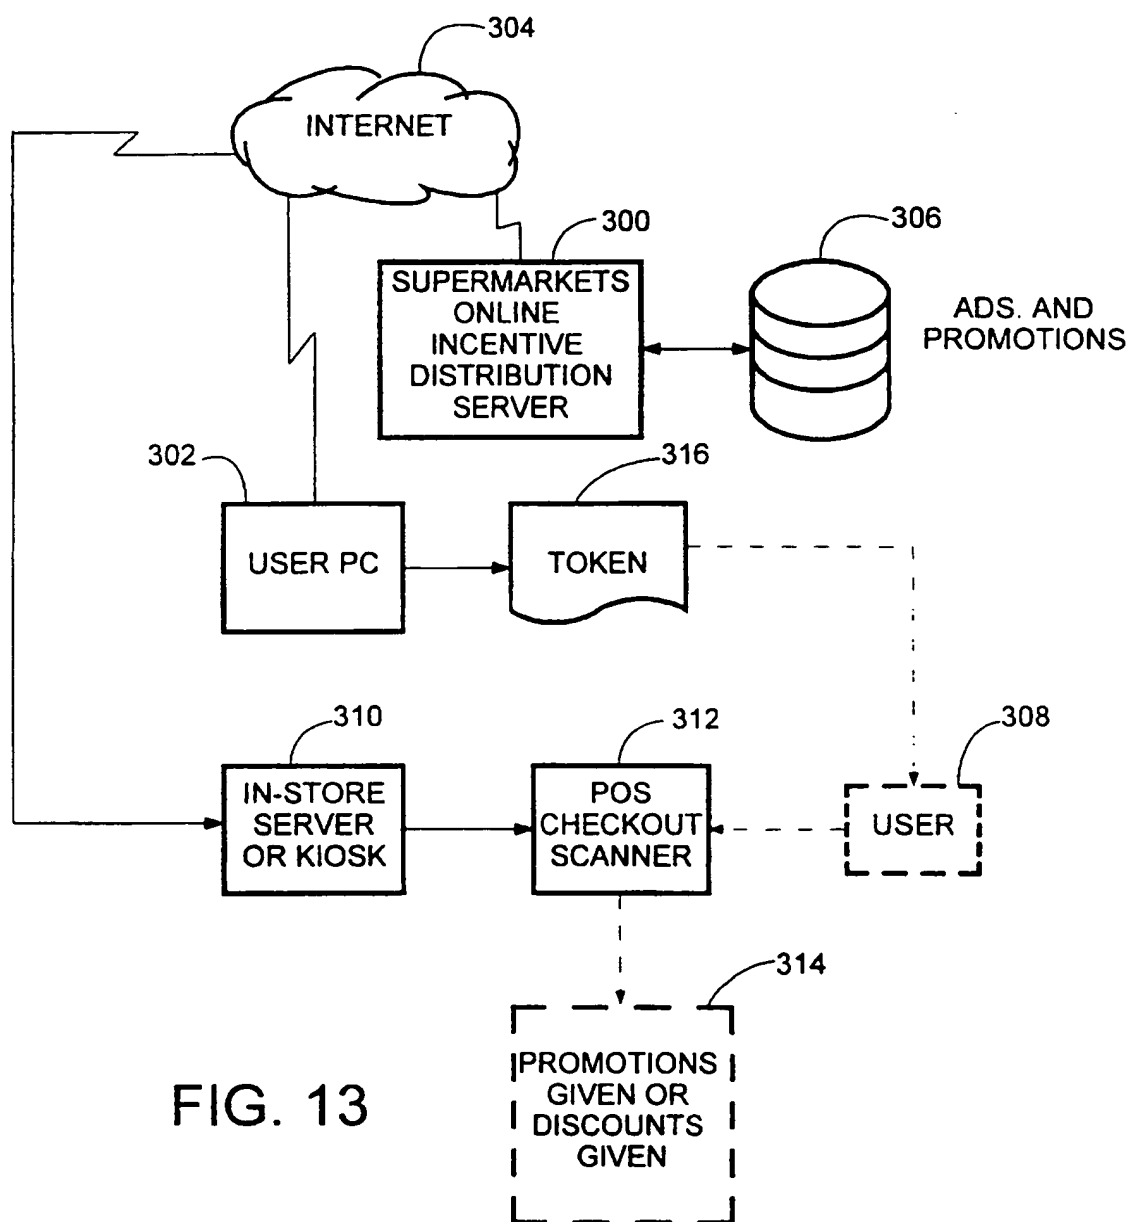 304
INTERNET
300
306
SUPERMARKETS
ONLINE
INCENTIVE
DISTRIBUTION
SERVER
ADS. AND
PROMOTIONS
302
316
USER PC
TOKEN
310
312
308
IN-STORE
SERVER
OR KIOSK
POS
CHECKOUT
SCANNER
USER
314
PROMOTIONS
GIVEN OR
DISCOUNTS
GIVEN
FIG. 13